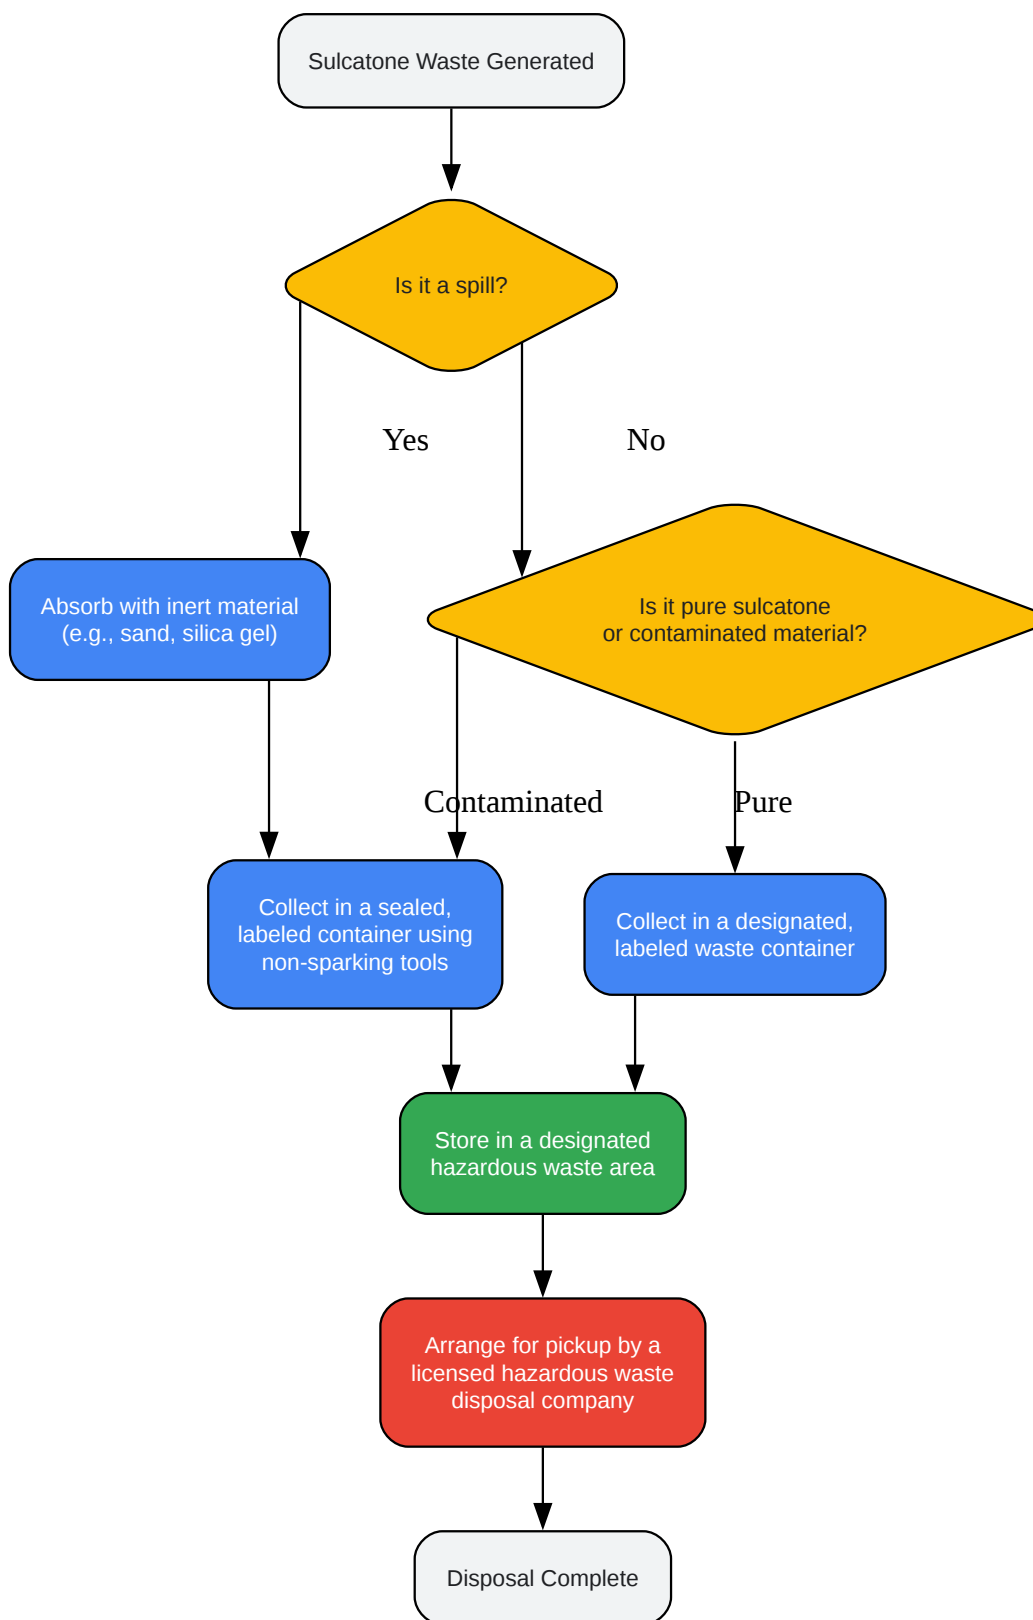 Sulcatone Waste Generated
Is it a spill?
Yes
No
Absorb with inert material
(e.g., sand, silica gel)
Is it pure sulcatone
or contaminated material?
Contaminated
Pure
Collect in a sealed,
labeled container using
non-sparking tools
Collect in a designated,
labeled waste container
Store in a designated
hazardous waste area
Arrange for pickup by a
licensed hazardous waste
disposal company
Disposal Complete